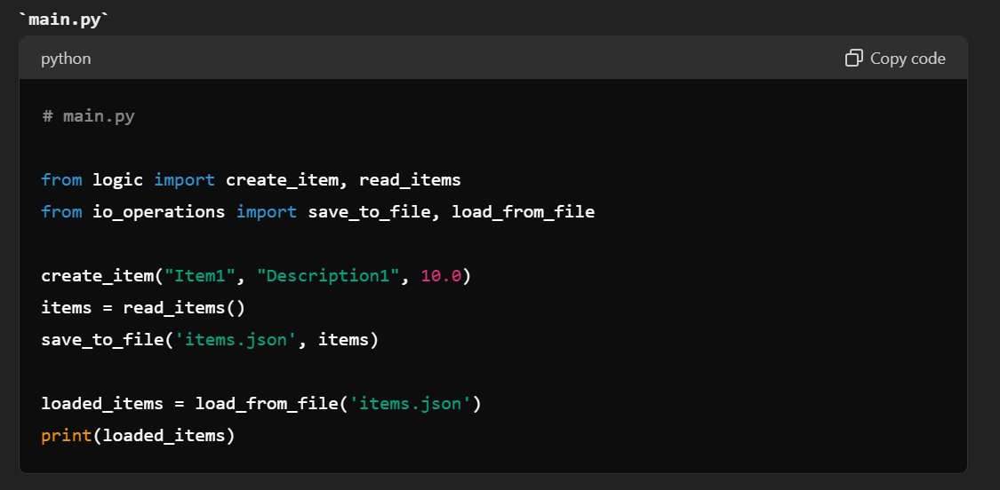 `main.py`
python
Copy code
# main.py
from logic import create_item, read_items
from io_operations import save_to_file, load_from_file
create_item("Item1", "Description1", 10.0)
items = read_items()
save_to_file('items.json', items)
loaded_items = load_from_file('items.json')
print(loaded_items)